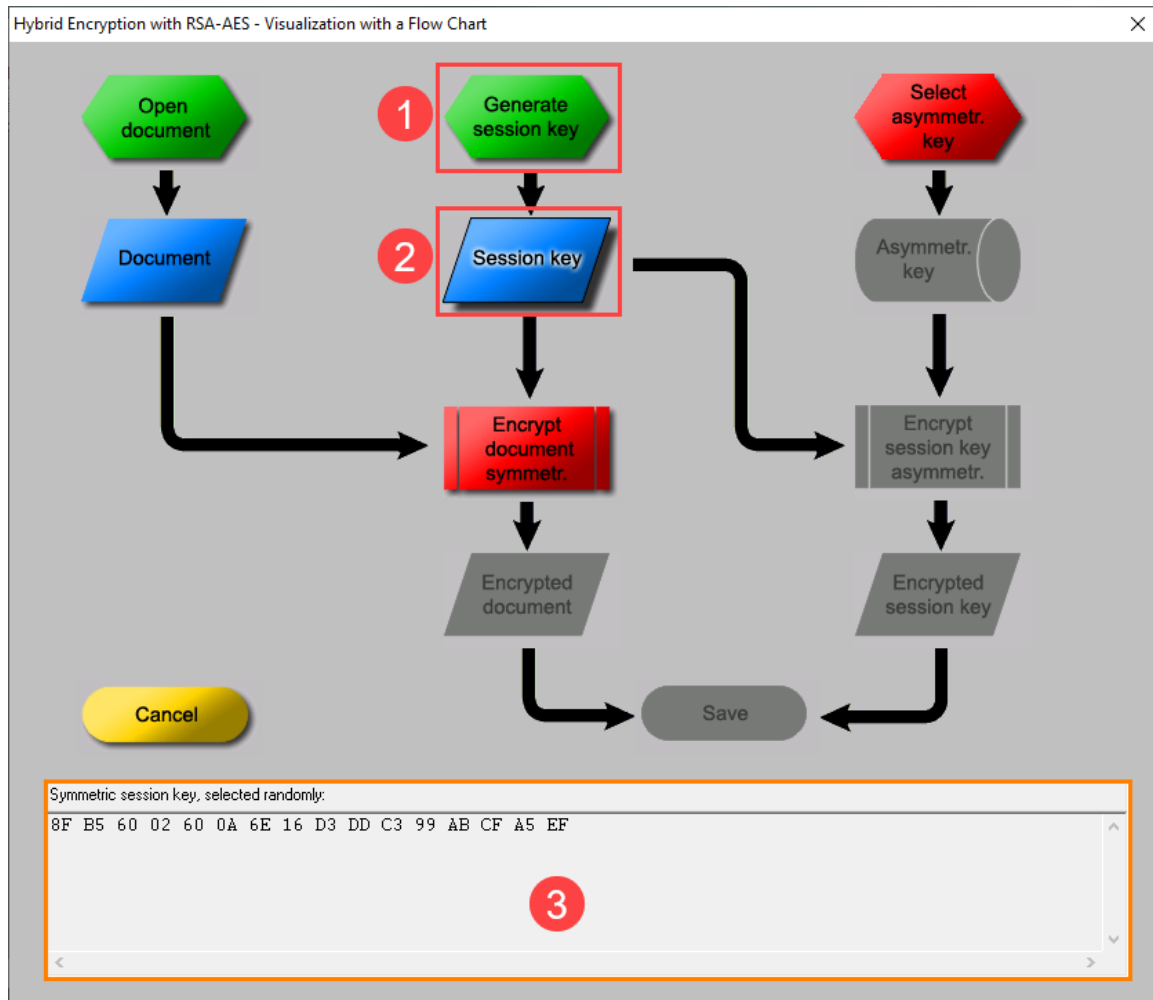 Hybrid Encryption with RSA-AES - Visualization with a Flow Chart
Open
document
1
Generate
session key
Select
asymmetr.
key
Document
2
Session key
Asymmetr.
key
Encrypt
document
symmetr.
Encrypt
session key
asymmetr.
Encrypted
document
Encrypted
session key
Cancel
Save
Symmetric session key, selected randomly:
8F B5 60 02 60 0A 6E 16 D3 DD C3 99 AB CF A5 EF
3